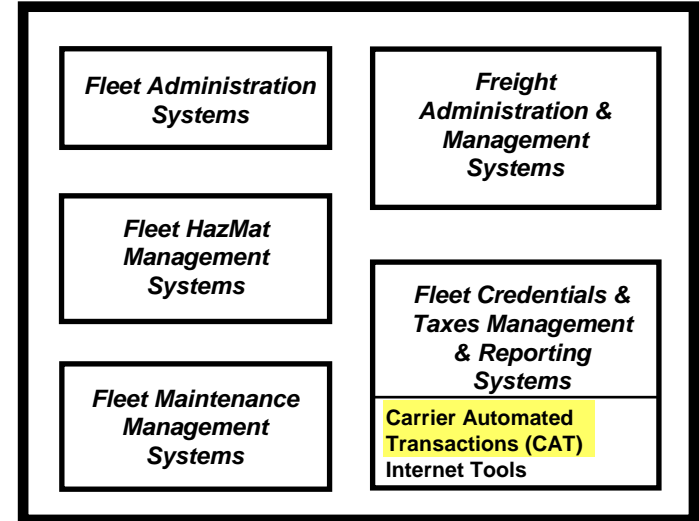 Fleet Administration
Systems
Freight
Administration &
Management
Systems
Fleet HazMat
Management
Systems
Fleet Credentials &
Taxes Management
& Reporting
Systems
Carrier Automated
Transactions (CAT)
Internet Tools
Fleet Maintenance
Management
Systems